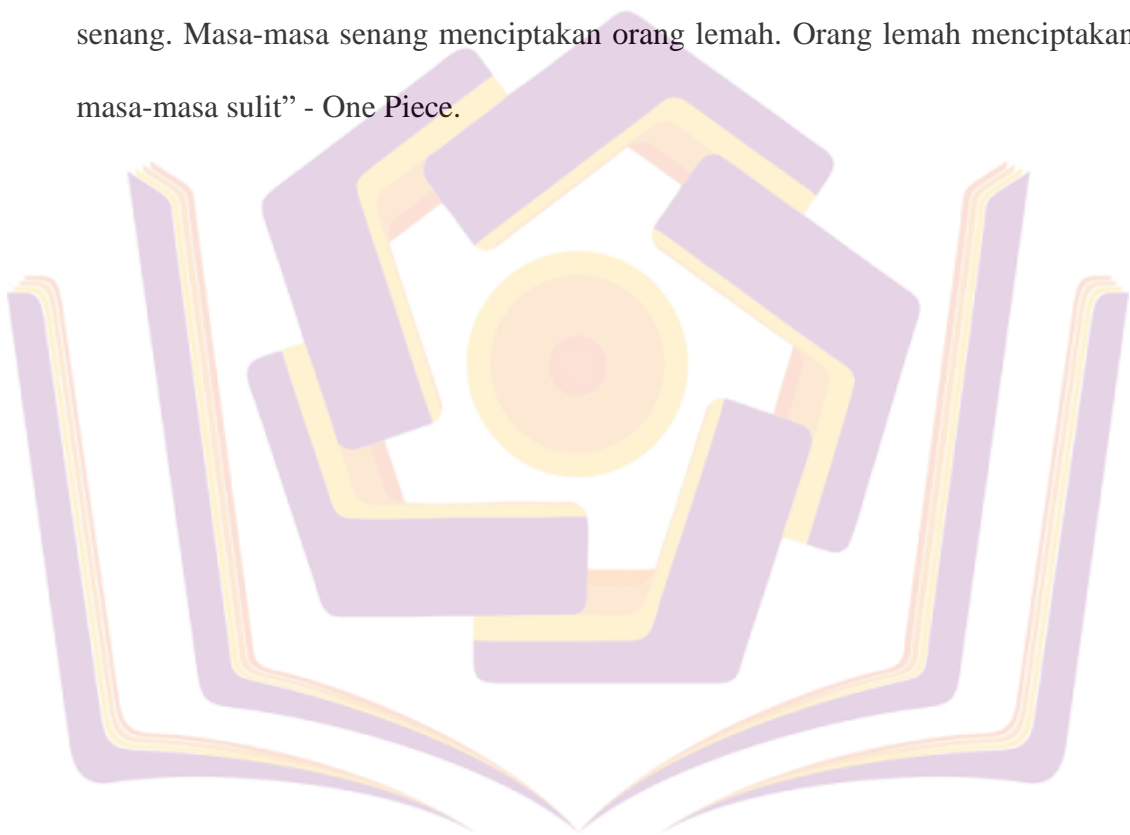 senang. Masa-masa senang menciptakan orang lemah. Orang lemah menciptakan
masa-masa sulit” - One Piece.